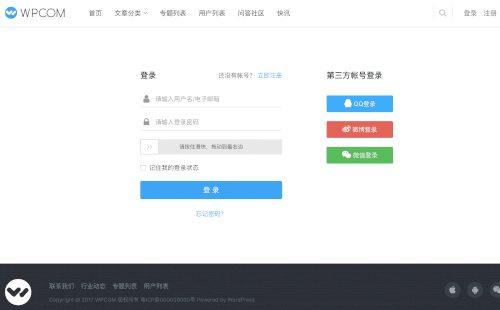 WPCOM 首页 文章分类 专题列表 用户列表 问答社区 快讯 登录 注册
登录 还没有帐号? 立即注册
请输入用户名/电子邮箱
请输入登录密码
请按住滑块，拖动到最右边
记住我的登录状态
登 录
忘记密码?
第三方帐号登录
QQ登录
微博登录
微信登录
联系我们 行业动态 专题列表 用户列表
Copyright © 2017 WPCOM 版权所有 粤ICP备000000000号 Powered by WordPress